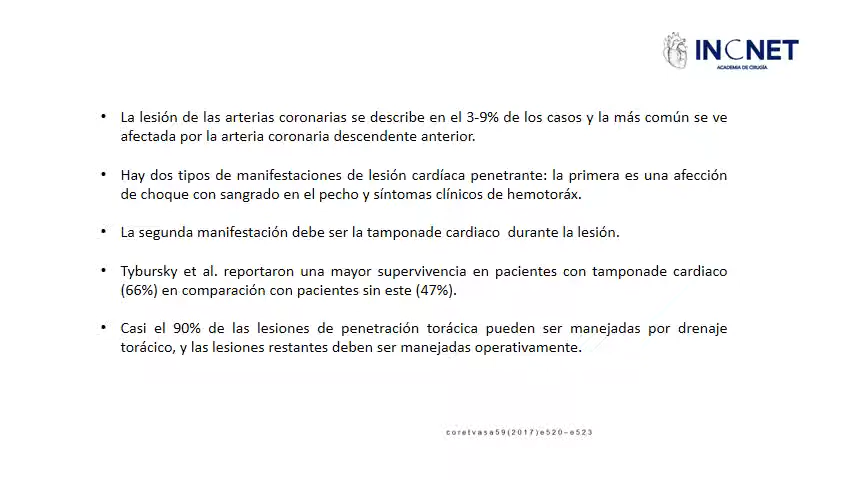 INCNET
ACADEMIA DE CIRUGÍA
• La lesión de las arterias coronarias se describe en el 3-9% de los casos y la más común se ve
afectada por la arteria coronaria descendente anterior.
• Hay dos tipos de manifestaciones de lesión cardíaca penetrante: la primera es una afección
de choque con sangrado en el pecho y síntomas clínicos de hemotoráx.
• La segunda manifestación debe ser la tamponade cardiaco durante la lesión.
• Tybursky et al. reportaron una mayor supervivencia en pacientes con tamponade cardiaco
(66%) en comparación con pacientes sin este (47%).
• Casi el 90% de las lesiones de penetración torácica pueden ser manejadas por drenaje
torácico, y las lesiones restantes deben ser manejadas operativamente.
coretvasa59(2017)e520–e523